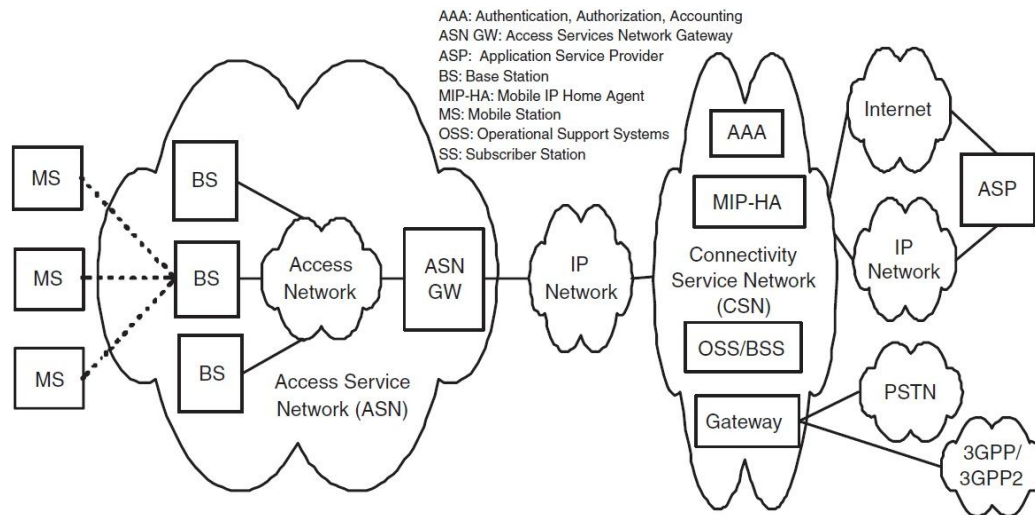 AAA: Authentication, Authorization, Accounting
ASN GW: Access Services Network Gateway
ASP: Application Service Provider
BS: Base Station
MIP-HA: Mobile IP Home Agent
MS: Mobile Station
OSS: Operational Support Systems
SS: Subscriber Station
MS
MS
MS
BS
BS
BS
Access
Network
ASN
GW
Access Service
Network (ASN)
IP
Network
AAA
MIP-HA
Connectivity
Service Network
(CSN)
OSS/BSS
Gateway
Internet
IP
Network
ASP
PSTN
3GPP/
3GPP2